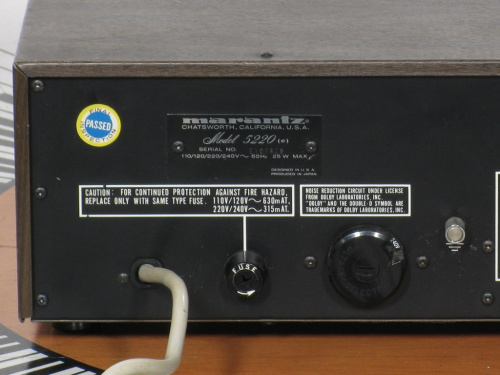 FINAL
PASSED
INSPECTION
marantz
CHATSWORTH, CALIFORNIA, U.S.A.
Model 5220 (e)
SERIAL NO.
110/120/220/240V~ 50Hz 25 W MAX
DESIGNED IN U.S.A.
PRODUCED IN JAPAN
CAUTION: FOR CONTINUED PROTECTION AGAINST FIRE HAZARD,
REPLACE ONLY WITH SAME TYPE FUSE. 110V/120V~ 630mAT,
220V/240V~ 315mAT.
NOISE REDUCTION CIRCUIT UNDER LICENSE
FROM DOLBY LABORATORIES, INC.
"DOLBY" AND THE DOUBLE-D SYMBOL ARE
TRADEMARKS OF DOLBY LABORATORIES, INC.
FUSE